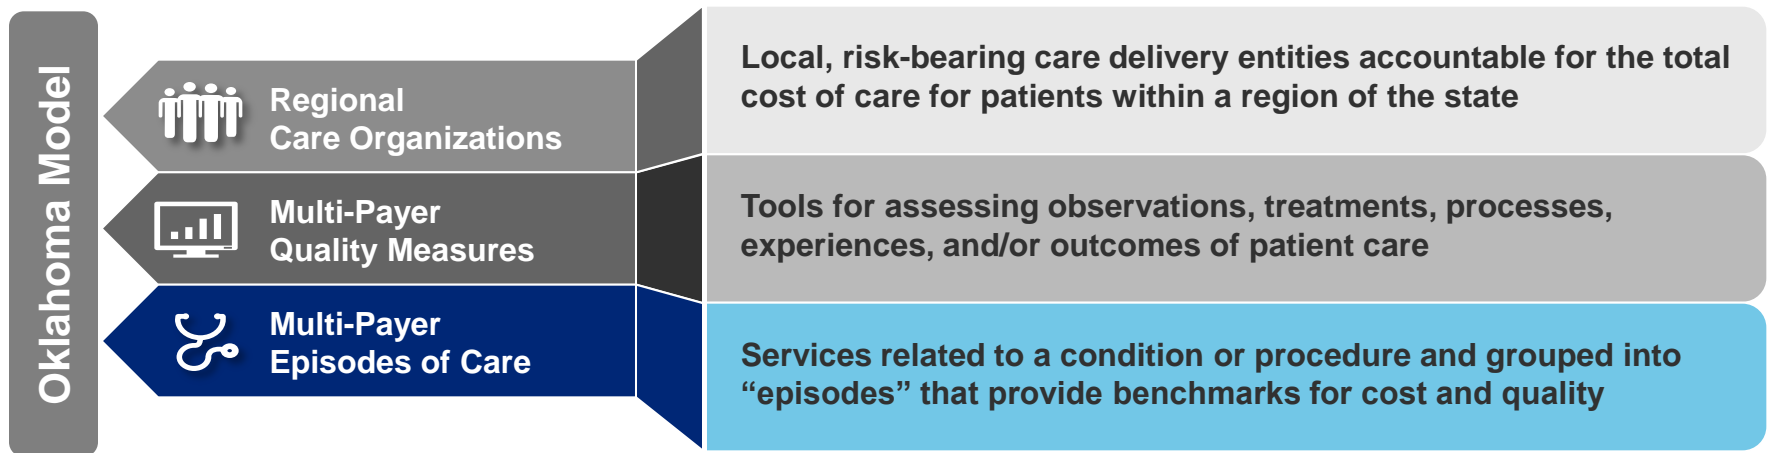 Oklahoma Model
Regional
Care Organizations
Local, risk-bearing care delivery entities accountable for the total
cost of care for patients within a region of the state
Multi-Payer
Quality Measures
Tools for assessing observations, treatments, processes,
experiences, and/or outcomes of patient care
Multi-Payer
Episodes of Care
Services related to a condition or procedure and grouped into
“episodes” that provide benchmarks for cost and quality